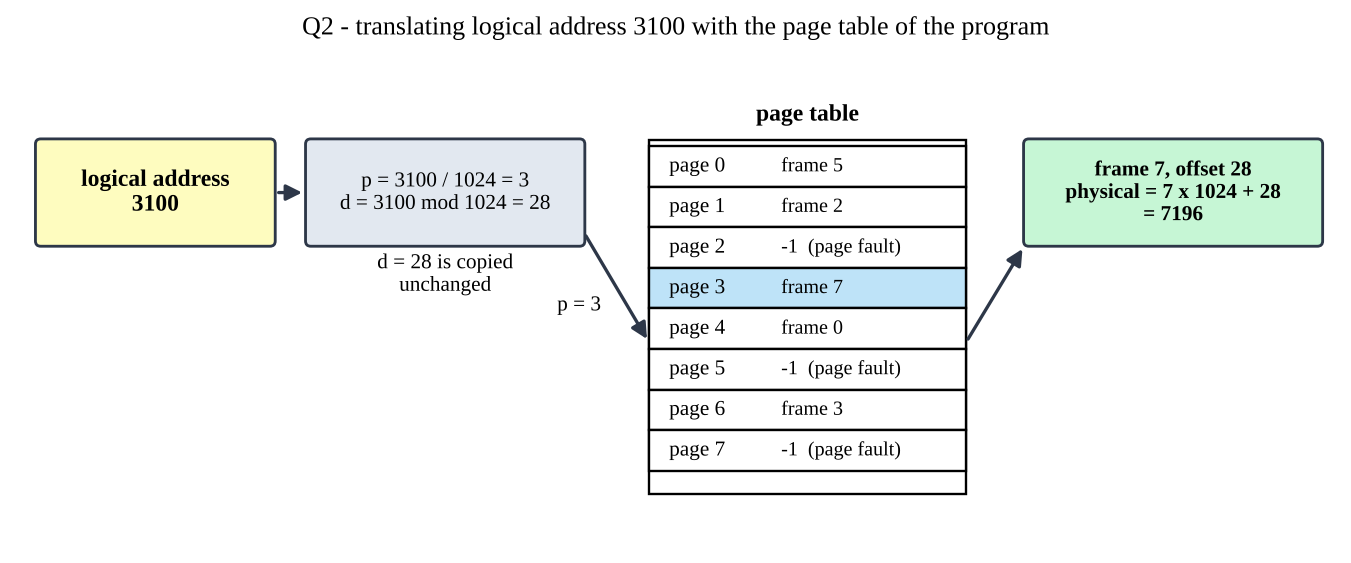 Q2 - translating logical address 3100 with the page table of the program
logical address
3100
p = 3100 / 1024 = 3
d = 3100 mod 1024 = 28
d = 28 is copied
unchanged
p = 3
page table
page 0 frame 5
page 1 frame 2
page 2 -1 (page fault)
page 3 frame 7
page 4 frame 0
page 5 -1 (page fault)
page 6 frame 3
page 7 -1 (page fault)
frame 7, offset 28
physical = 7 x 1024 + 28
= 7196